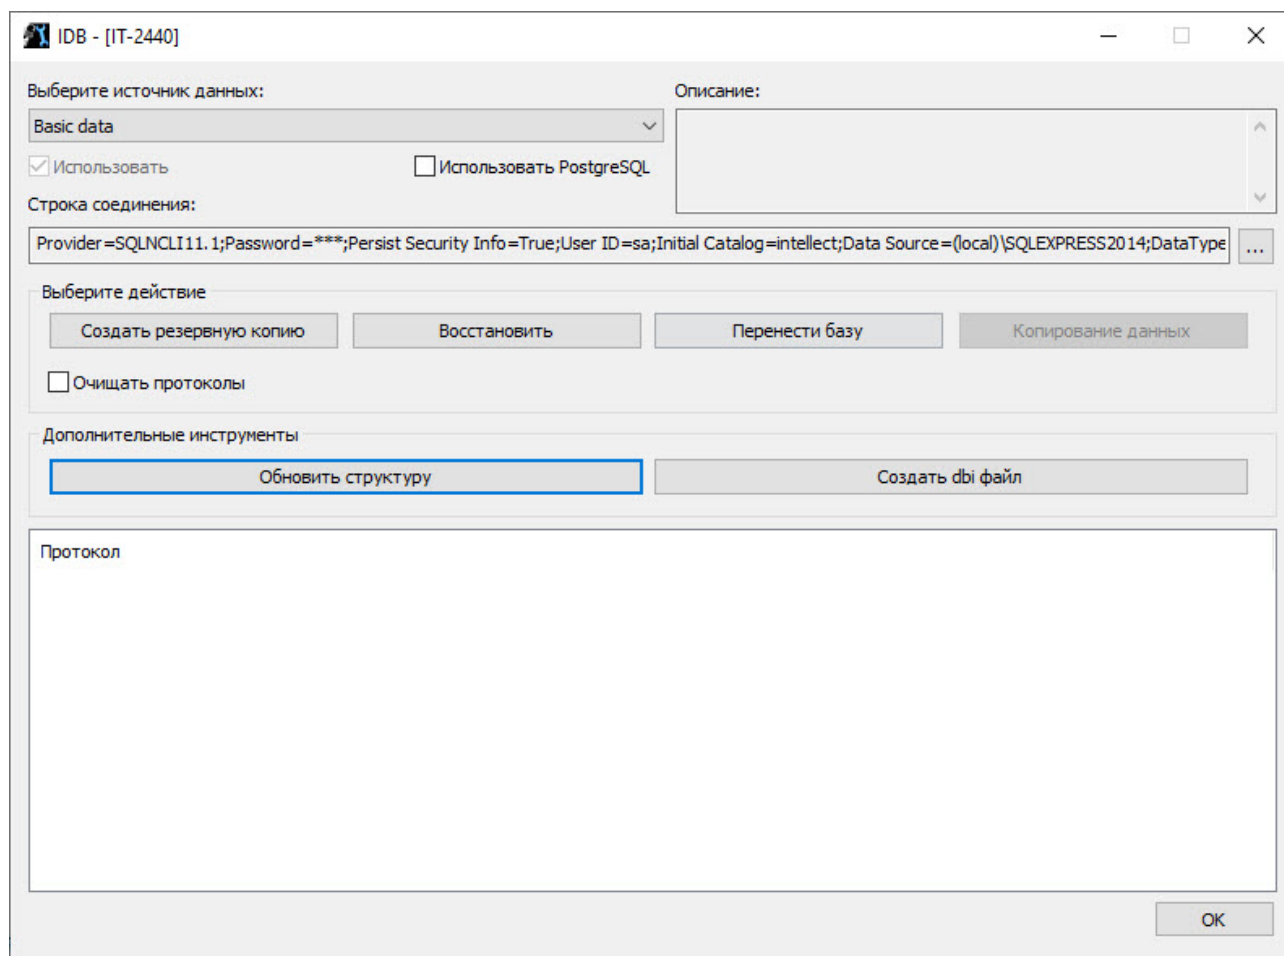 IDB - [IT-2440]
Выберите источник данных:
Описание:
Basic data
Использовать
Использовать PostgreSQL
Строка соединения:
Provider=SQLNCLI11.1;Password=***;Persist Security Info=True;User ID=sa;Initial Catalog=intellect;Data Source=(local)\SQLEXPRESS2014;DataType
...
Выберите действие
Создать резервную копию
Восстановить
Перенести базу
Копирование данных
Очищать протоколы
Дополнительные инструменты
Обновить структуру
Создать dbi файл
Протокол
OK